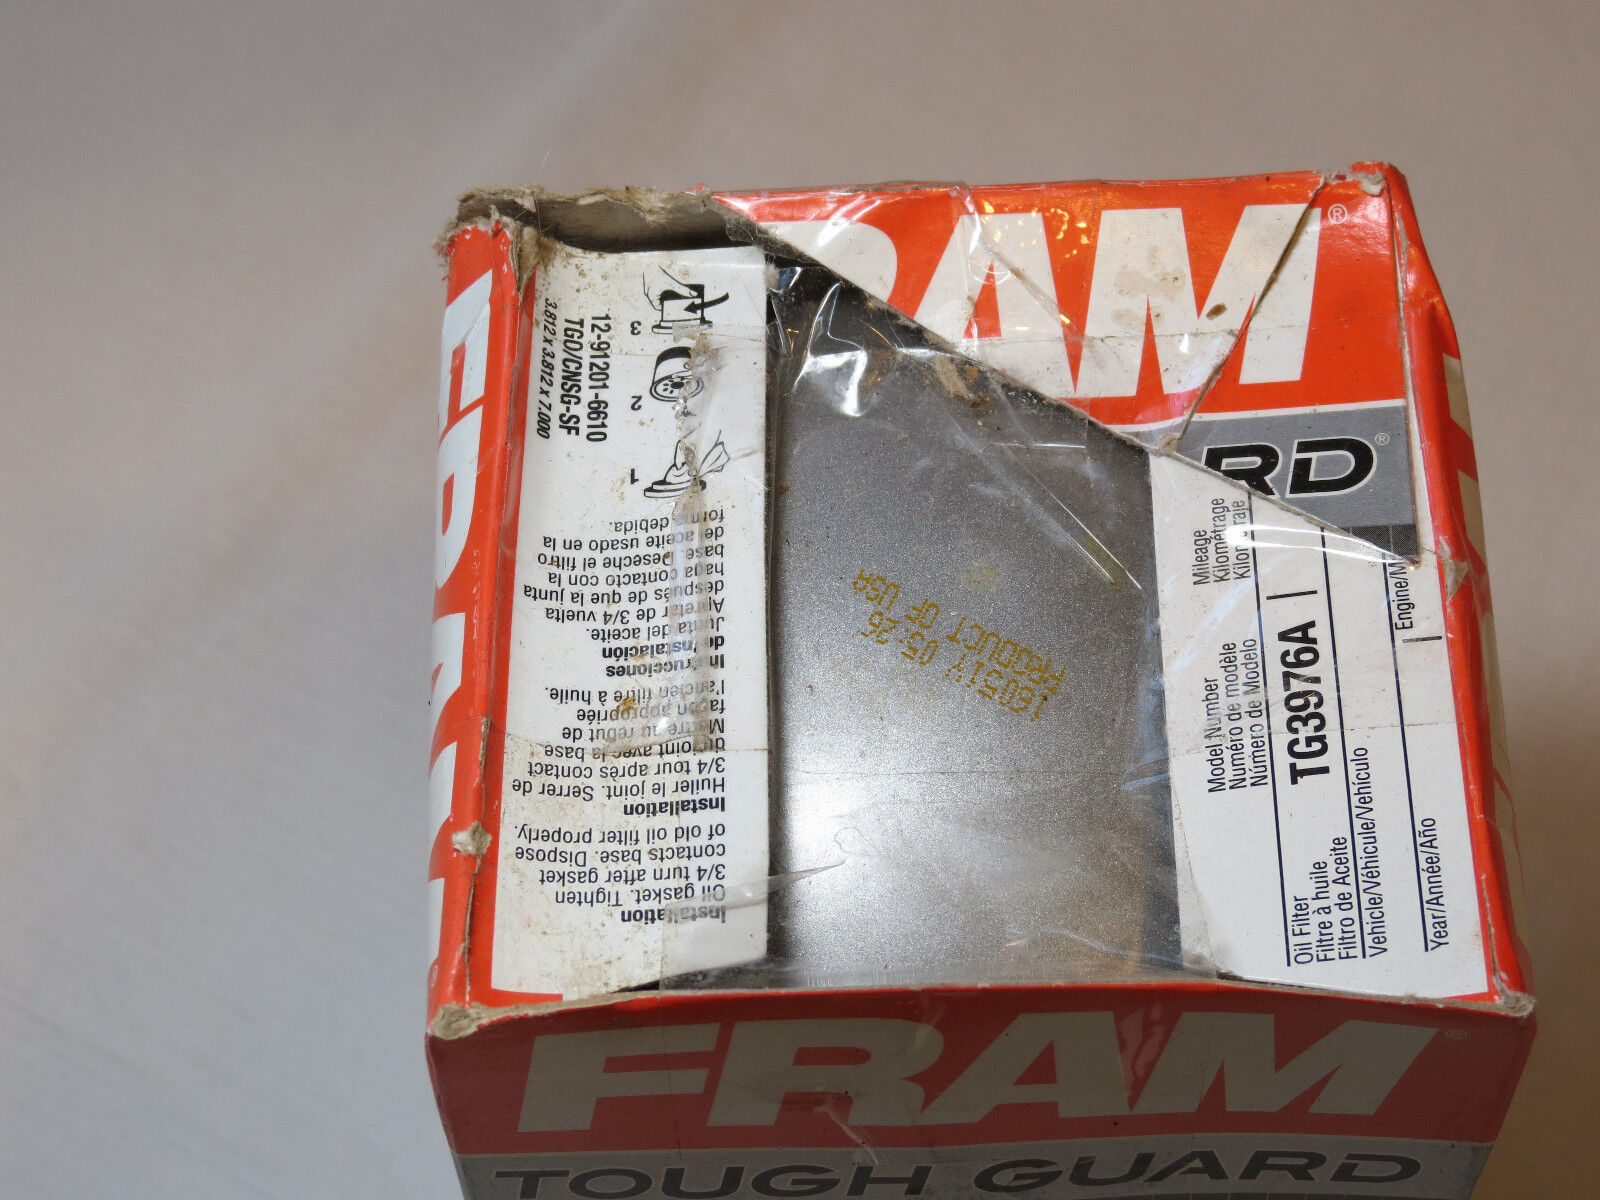 FRAM®
RD®
Mileage
Kilométrage
Model Number
Numéro de modèle
Número de Modelo
TG3976A
Oil Filter
Filtre à huile
Filtro de Aceite
Vehicle/Véhicule/Vehículo
Engine/M
Year/Année/Año
16051V 05:26
PRODUCT OF USA
Installation
Oil gasket. Tighten
3/4 turn after gasket
contacts base. Dispose
of old oil filter properly.
Installation
Huiler le joint. Serrer de
3/4 tour après contact
du joint avec la base.
Mettre au rebut de
façon appropriée
l'ancien filtre à huile.
Instrucciones
de Instalación
Junta del aceite.
Apretar de 3/4 vuelta
después de que la junta
haga contacto con la
base. Deseche el filtro
del aceite usado en la
forma debida.
1
2
3
12-91201-6610
TGO/CNSG-SF
3.812 x 3.812 x 7.000
FRAM
FRAM®
TOUGH GUARD